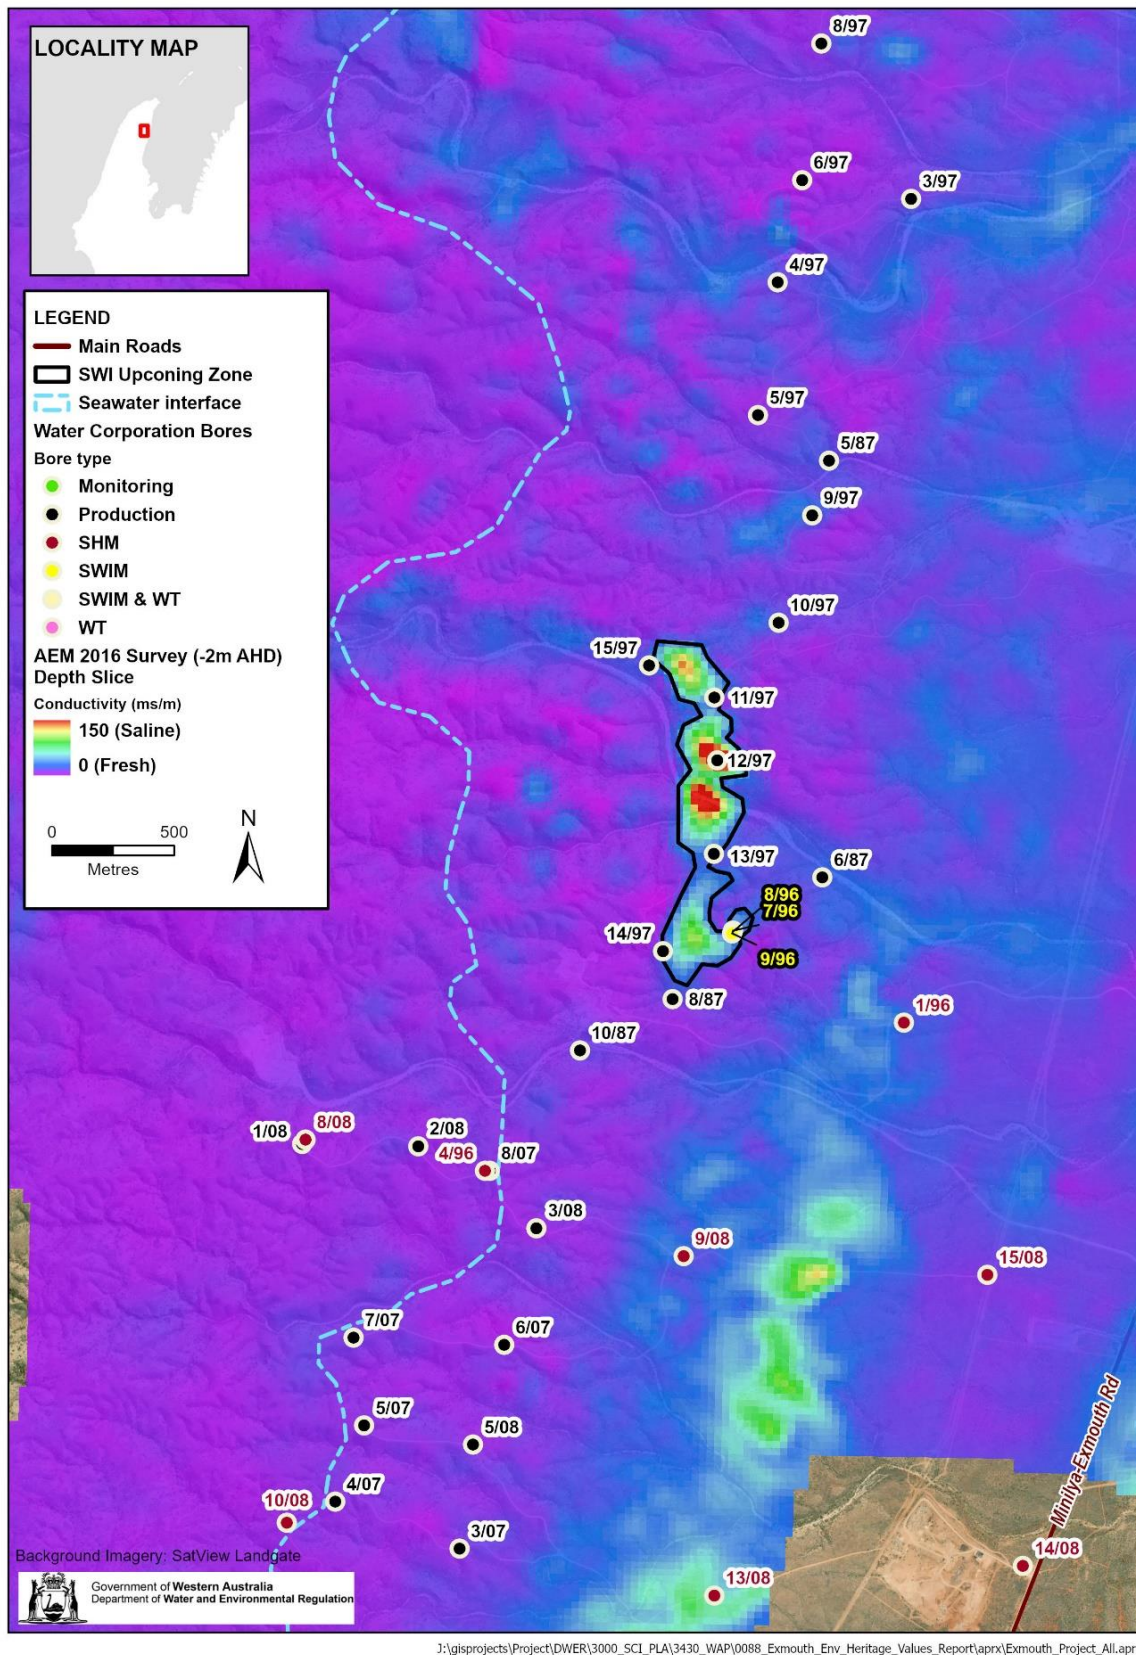 LOCALITY MAP
LEGEND
Main Roads
SWI Upconing Zone
Seawater interface
Water Corporation Bores
Bore type
Monitoring
Production
SHM
SWIM
SWIM & WT
WT
AEM 2016 Survey (-2m AHD)
Depth Slice
Conductivity (ms/m)
150 (Saline)
0 (Fresh)
N
0 500
Metres
8/97
6/97
3/97
4/97
5/97
5/87
9/97
10/97
15/97
11/97
12/97
13/97
6/87
8/96
7/96
14/97
9/96
8/87
1/96
10/87
1/08
8/08
2/08
4/96
8/07
3/08
9/08
15/08
7/07
6/07
5/07
5/08
4/07
10/08
3/07
Minilya-Exmouth Rd
14/08
13/08
Background Imagery: SatView Landgate
Government of Western Australia
Department of Water and Environmental Regulation
J:\gisprojects\Project\DWER\3000_SCI_PLA\3430_WAP\0088_Exmouth_Env_Heritage_Values_Report\aprx\Exmouth_Project_All.apr